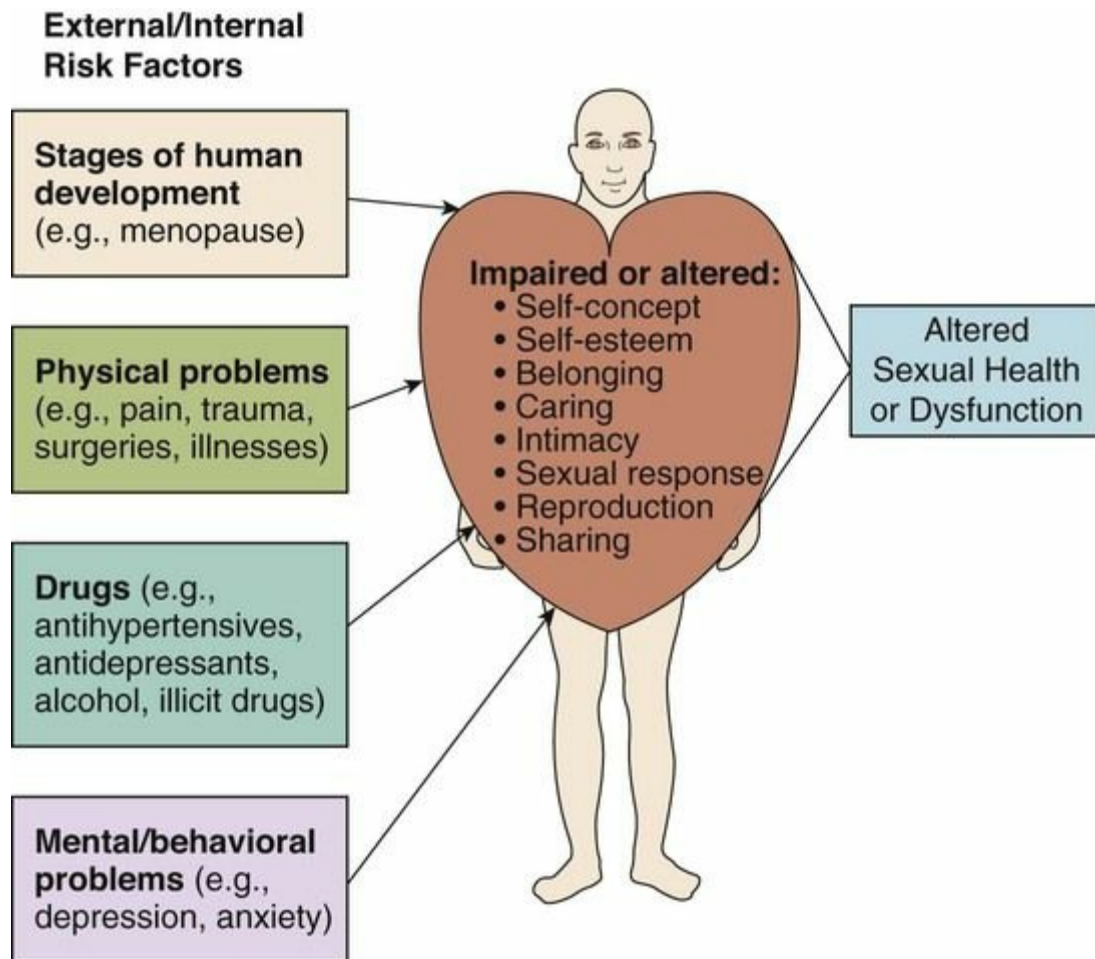 External/Internal
Risk Factors
Stages of human
development
(e.g., menopause)
Physical problems
(e.g., pain, trauma,
surgeries, illnesses)
Drugs (e.g.,
antihypertensives,
antidepressants,
alcohol, illicit drugs)
Mental/behavioral
problems (e.g.,
depression, anxiety)
Impaired or altered:
• Self-concept
• Self-esteem
• Belonging
• Caring
• Intimacy
• Sexual response
• Reproduction
• Sharing
Altered
Sexual Health
or Dysfunction